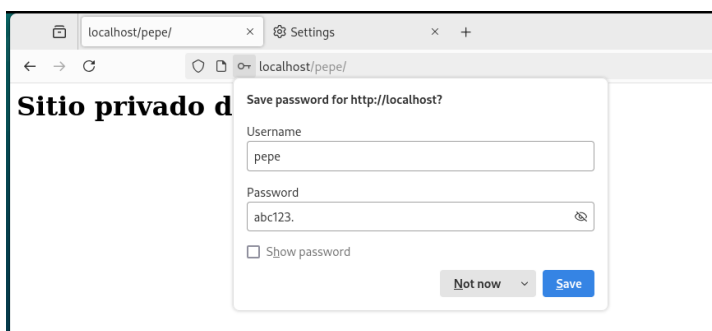 localhost/pepe/ × Settings × +
localhost/pepe/
Sitio privado d
Save password for http://localhost?
Username
pepe
Password
abc123.
Show password
Not now Save